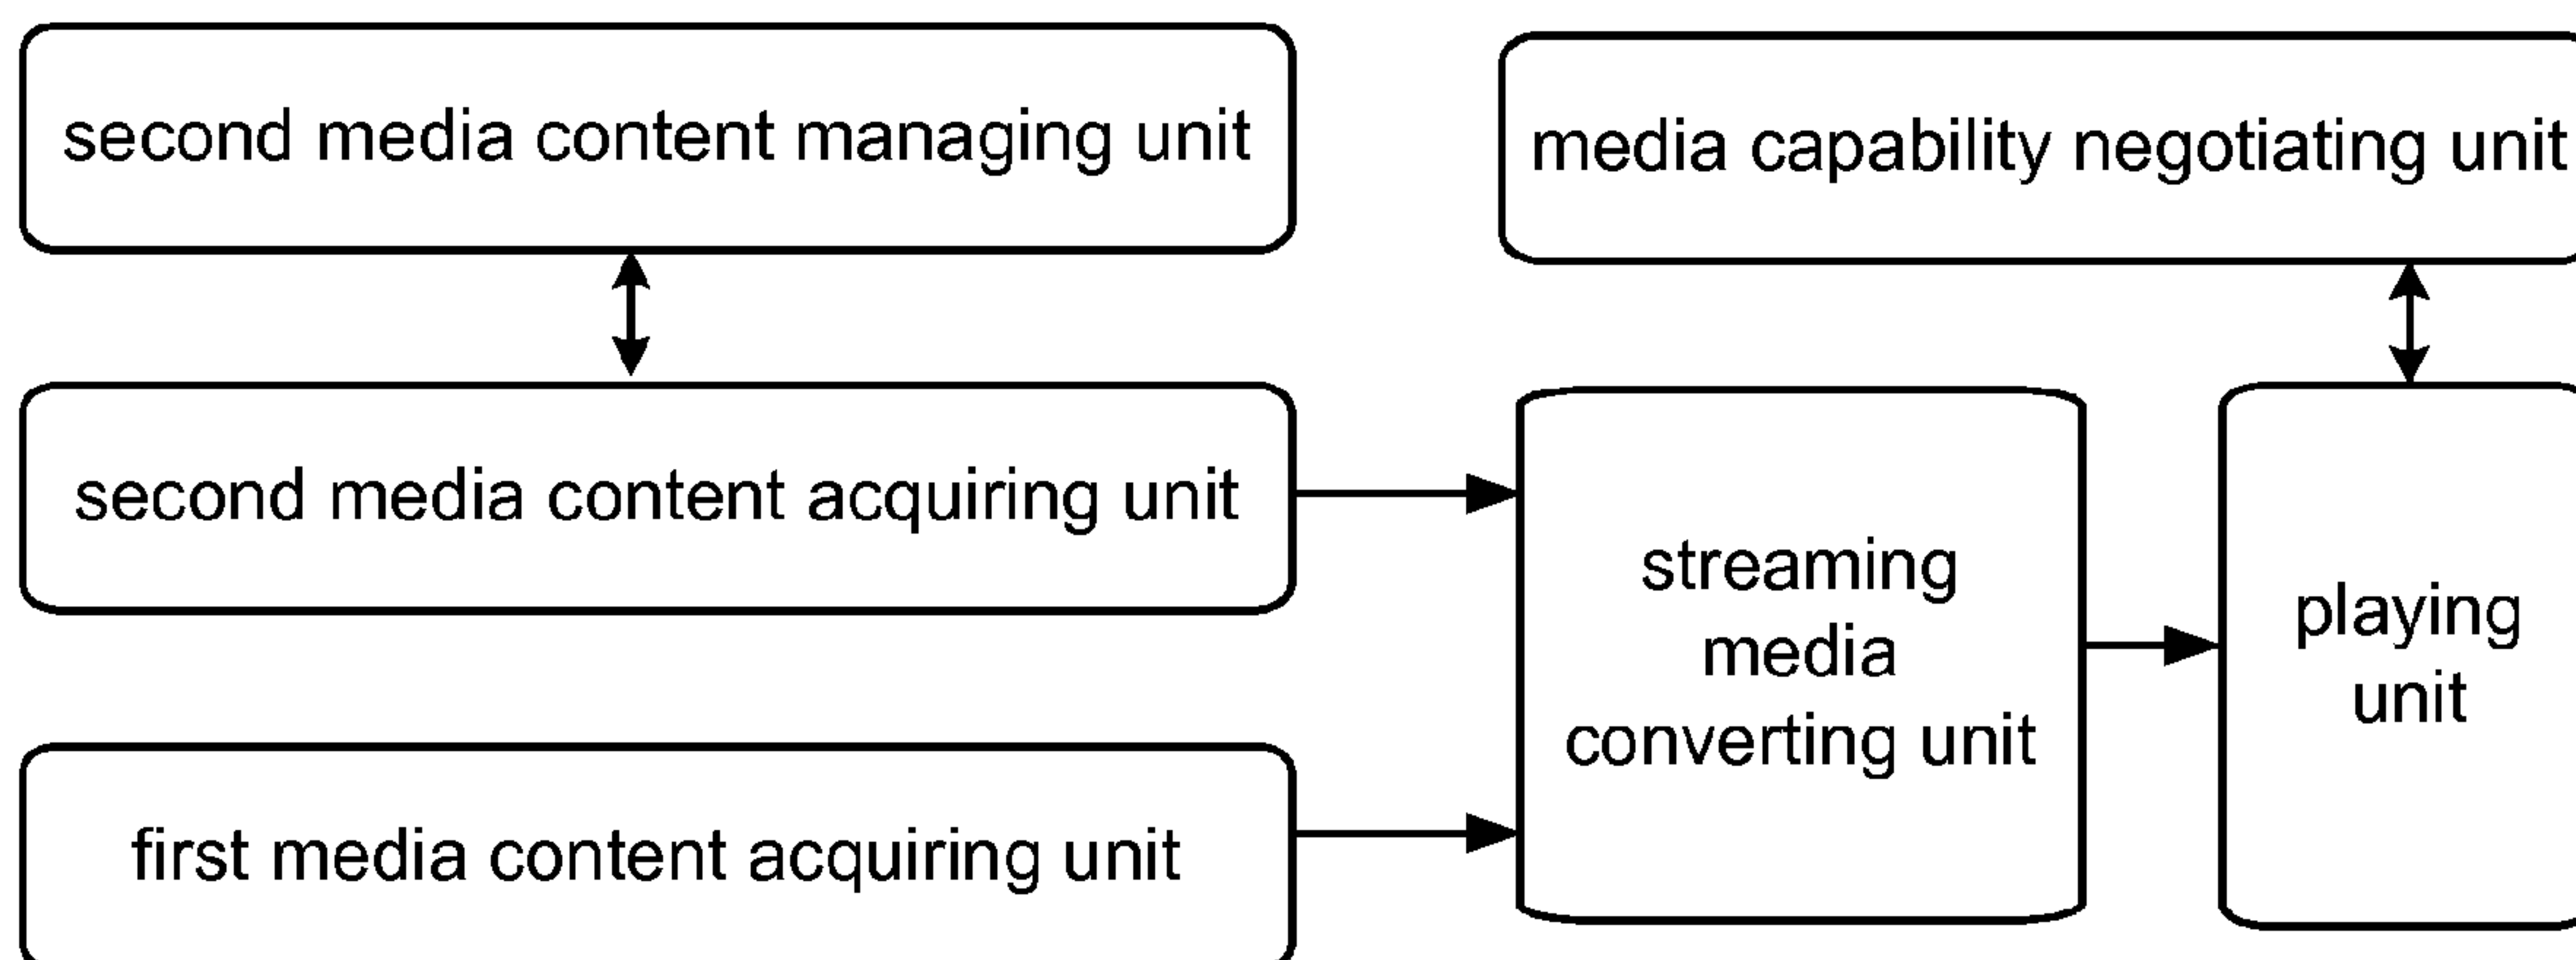 second media content managing unit
media capability negotiating unit
second media content acquiring unit
streaming
media
converting unit
playing
unit
first media content acquiring unit